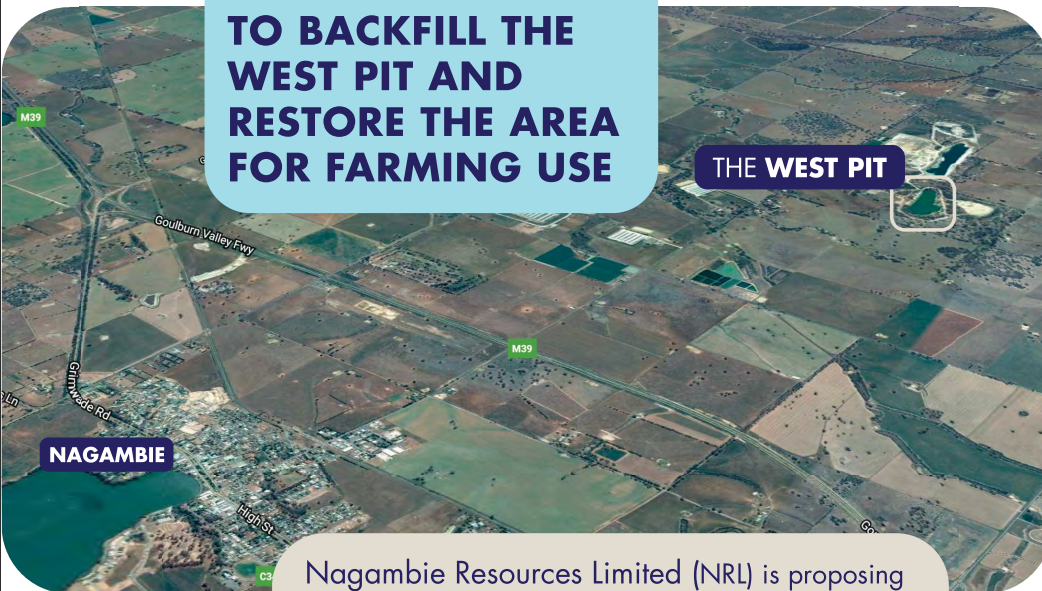 TO BACKFILL THE
WEST PIT AND
RESTORE THE AREA
FOR FARMING USE
M39
THE WEST PIT
Goulburn Valley Fwy
M39
Grimwade Rd
NAGAMBIE
High St
Nagambie Resources Limited (NRL) is proposing